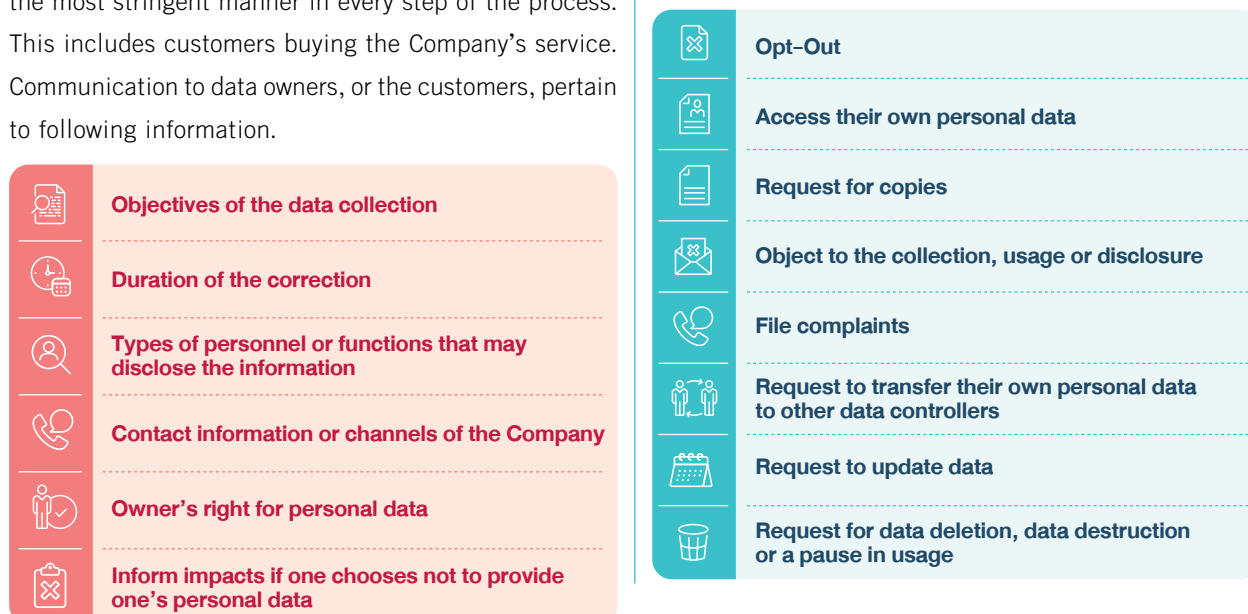 the most stringent manner in every step of the process.
This includes customers buying the Company's service.
Communication to data owners, or the customers, pertain
to following information.
Objectives of the data collection
Duration of the correction
Types of personnel or functions that may
disclose the information
Contact information or channels of the Company
Owner's right for personal data
Inform impacts if one chooses not to provide
one's personal data
Opt-Out
Access their own personal data
Request for copies
Object to the collection, usage or disclosure
File complaints
Request to transfer their own personal data
to other data controllers
Request to update data
Request for data deletion, data destruction
or a pause in usage